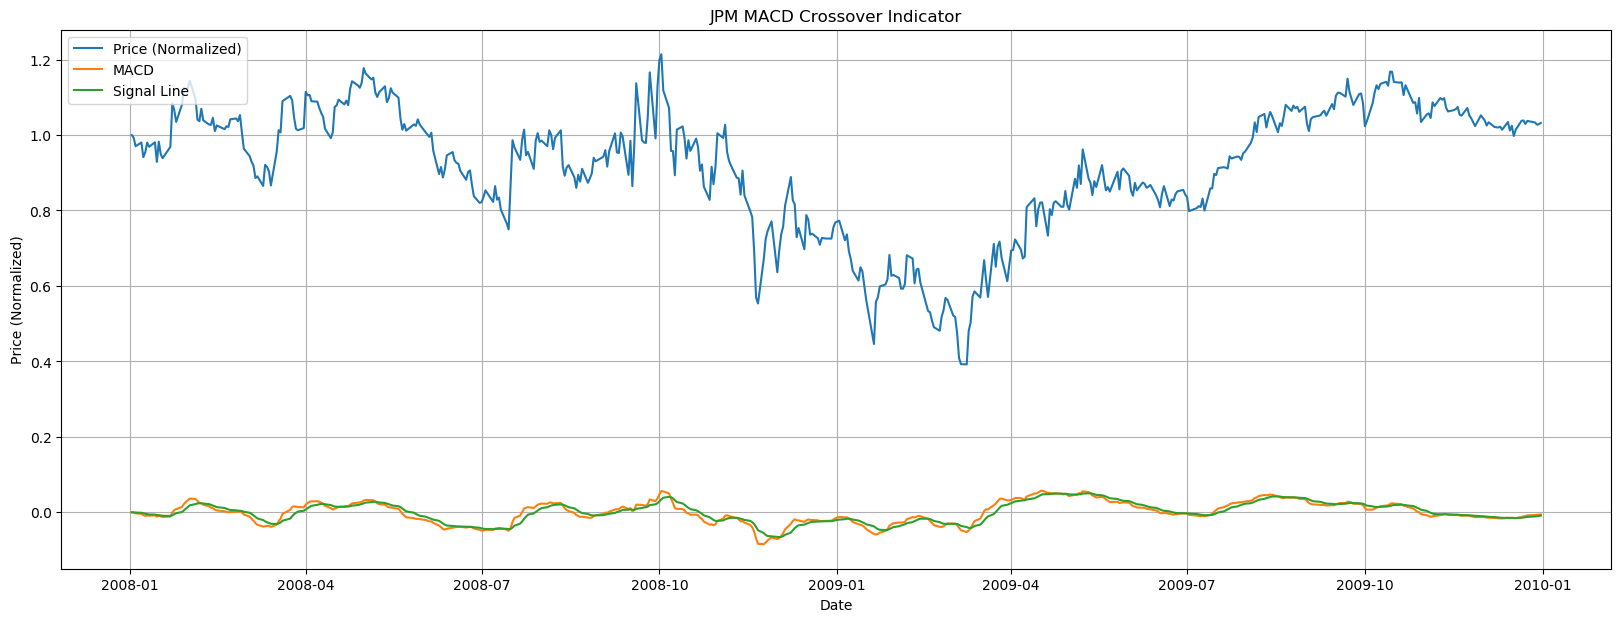 JPM MACD Crossover Indicator
Price (Normalized)
MACD
Signal Line
Price (Normalized)
1.2
1.0
0.8
0.6
0.4
0.2
0.0
2008-01 2008-04 2008-07 2008-10 2009-01 2009-04 2009-07 2009-10 2010-01
Date